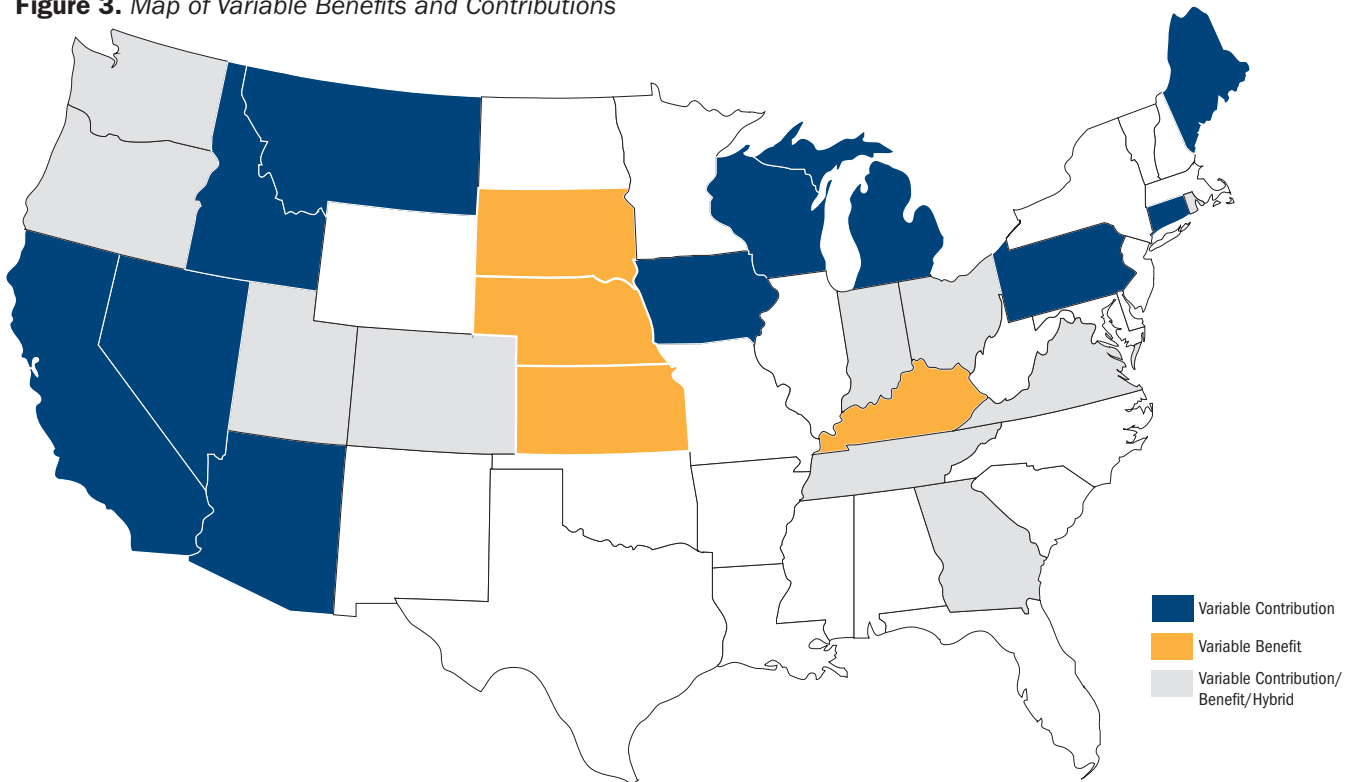 Figure 3. Map of Variable Benefits and Contributions
Variable Contribution
Variable Benefit
Variable Contribution/
Benefit/Hybrid